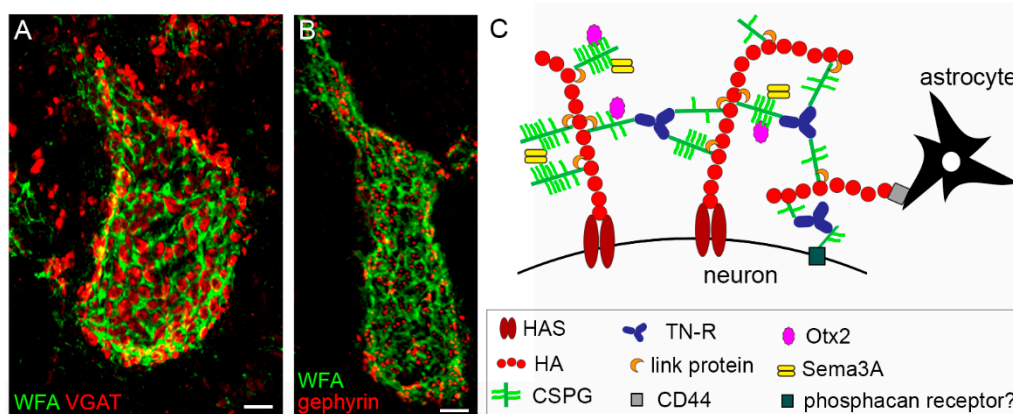 A
WFA VGAT
B
WFA
gephyrin
C
astrocyte
neuron
HAS
TN-R
Otx2
HA
link protein
Sema3A
CSPG
CD44
phosphacan receptor?